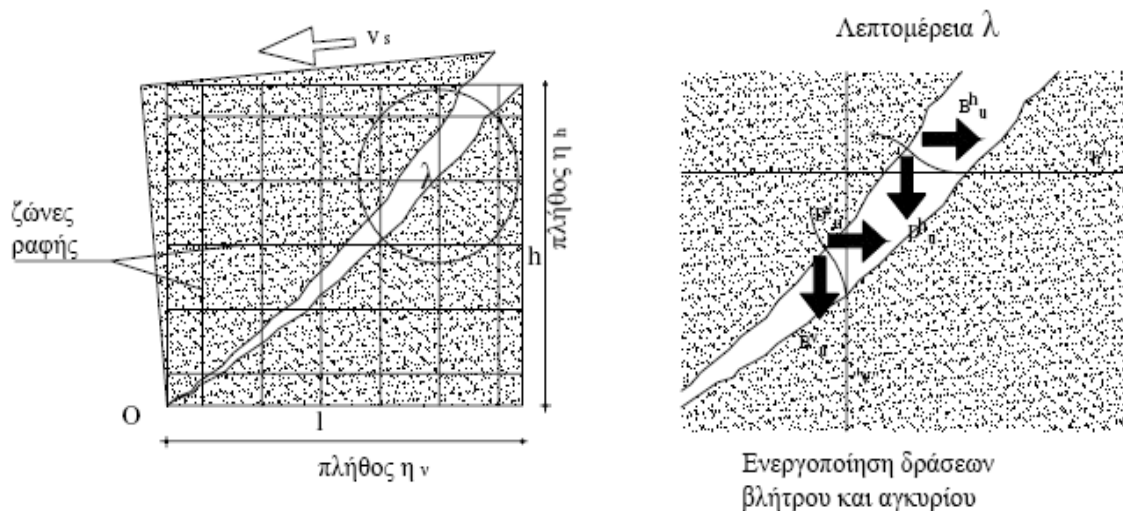 V s
πλήθος η h
h
λ
ζώνες
ραφής
O
l
πλήθος η ν
Λεπτομέρεια λ
B h u
Ενεργοποίηση δράσεων
βλήτρου και αγκυρίου